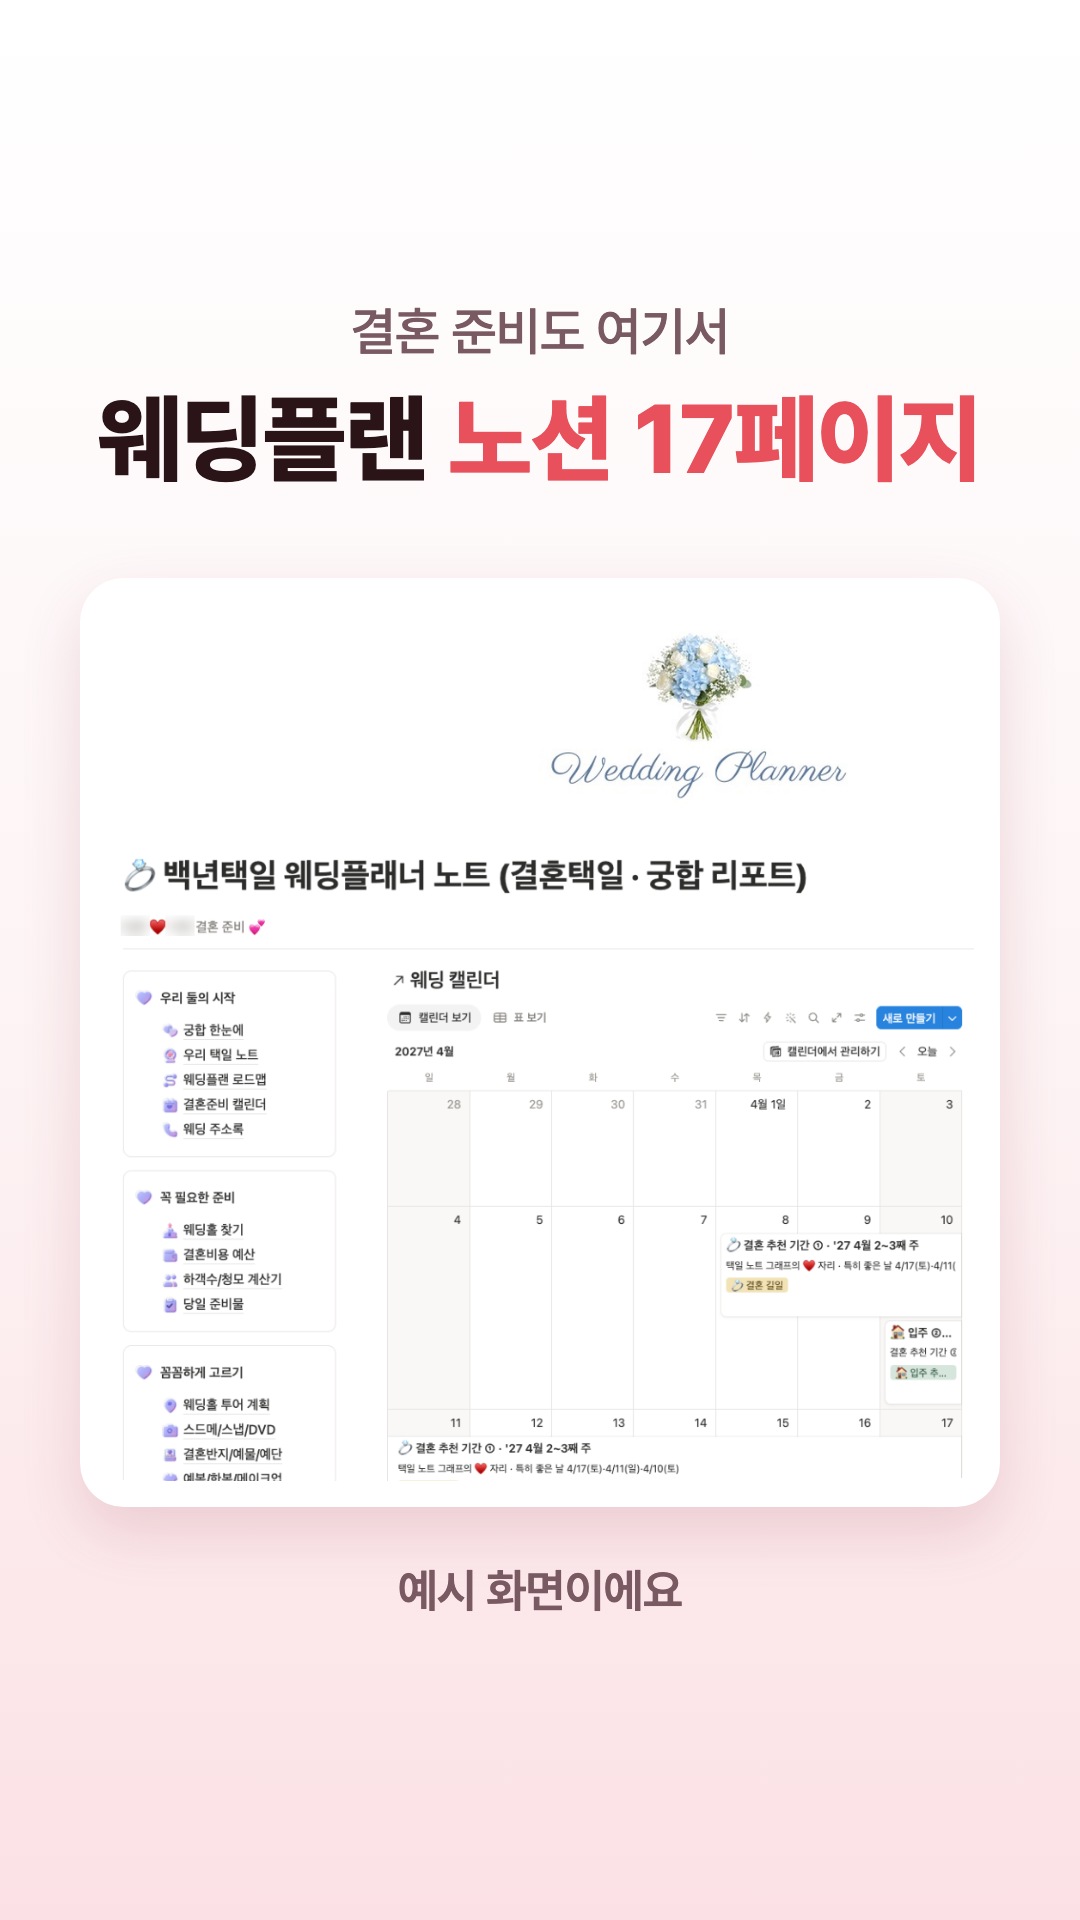 결혼 준비도 여기서
웨딩플랜 노션 17페이지
Wedding Planner
백년택일 웨딩플래너 노트 (결혼택일 · 궁합 리포트)
결혼 준비
우리 둘의 시작
궁합 한눈에
우리 택일 노트
웨딩플랜 로드맵
결혼준비 캘린더
웨딩 주소록
꼭 필요한 준비
웨딩홀 찾기
결혼비용 예산
하객수/청모 계산기
당일 준비물
꼼꼼하게 고르기
웨딩홀 투어 계획
스드메/스냅/DVD
결혼반지/예물/예단
예복/한복/메이크업
↗ 웨딩 캘린더
캘린더 보기 표 보기 새로 만들기
2027년 4월 캘린더에서 관리하기 < 오늘 >
일 월 화 수 목 금 토
28 29 30 31 4월 1일 2 3
4 5 6 7 8 9 10
결혼 추천 기간 ① · '27 4월 2~3째 주
택일 노트 그래프의 ❤️ 자리 · 특히 좋은 날 4/17(토)·4/11(
결혼 길일
입주 ②...
결혼 추천 기간
입주 추...
11 12 13 14 15 16 17
결혼 추천 기간 ① · '27 4월 2~3째 주
택일 노트 그래프의 ❤️ 자리 · 특히 좋은 날 4/17(토)·4/11(일)·4/10(토)
예시 화면이에요